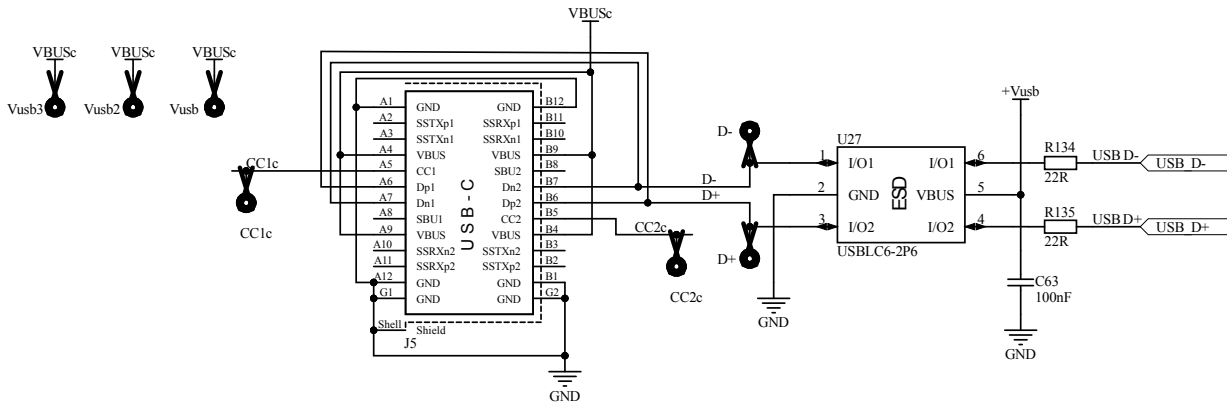 VBUSc
VBUSc VBUSc VBUSc
Vusb3 Vusb2 Vusb
+Vusb
A1 GND GND B12
A2 SSTXp1 SSRXp1 B11
A3 SSTXn1 SSRXn1 B10
A4 VBUS VBUS B9
A5 CC1 SBU2 B8
A6 Dp1 Dn2 B7
A7 Dn1 Dp2 B6
A8 SBU1 CC2 B5
A9 VBUS VBUS B4
A10 SSRXn2 SSTXn2 B3
A11 SSRXp2 SSTXp2 B2
A12 GND GND B1
G1 GND GND G2
Shell Shield
J5
USB-C
CC1c
CC1c
CC2c
CC2c
GND
D-
D+
D-
D+
U27
1 I/O1 I/O1 6
2 GND VBUS 5
3 I/O2 I/O2 4
ESD
USBLC6-2P6
GND
R134
22R
USB D-
USB_D-
R135
22R
USB D+
USB_D+
C63
100nF
GND